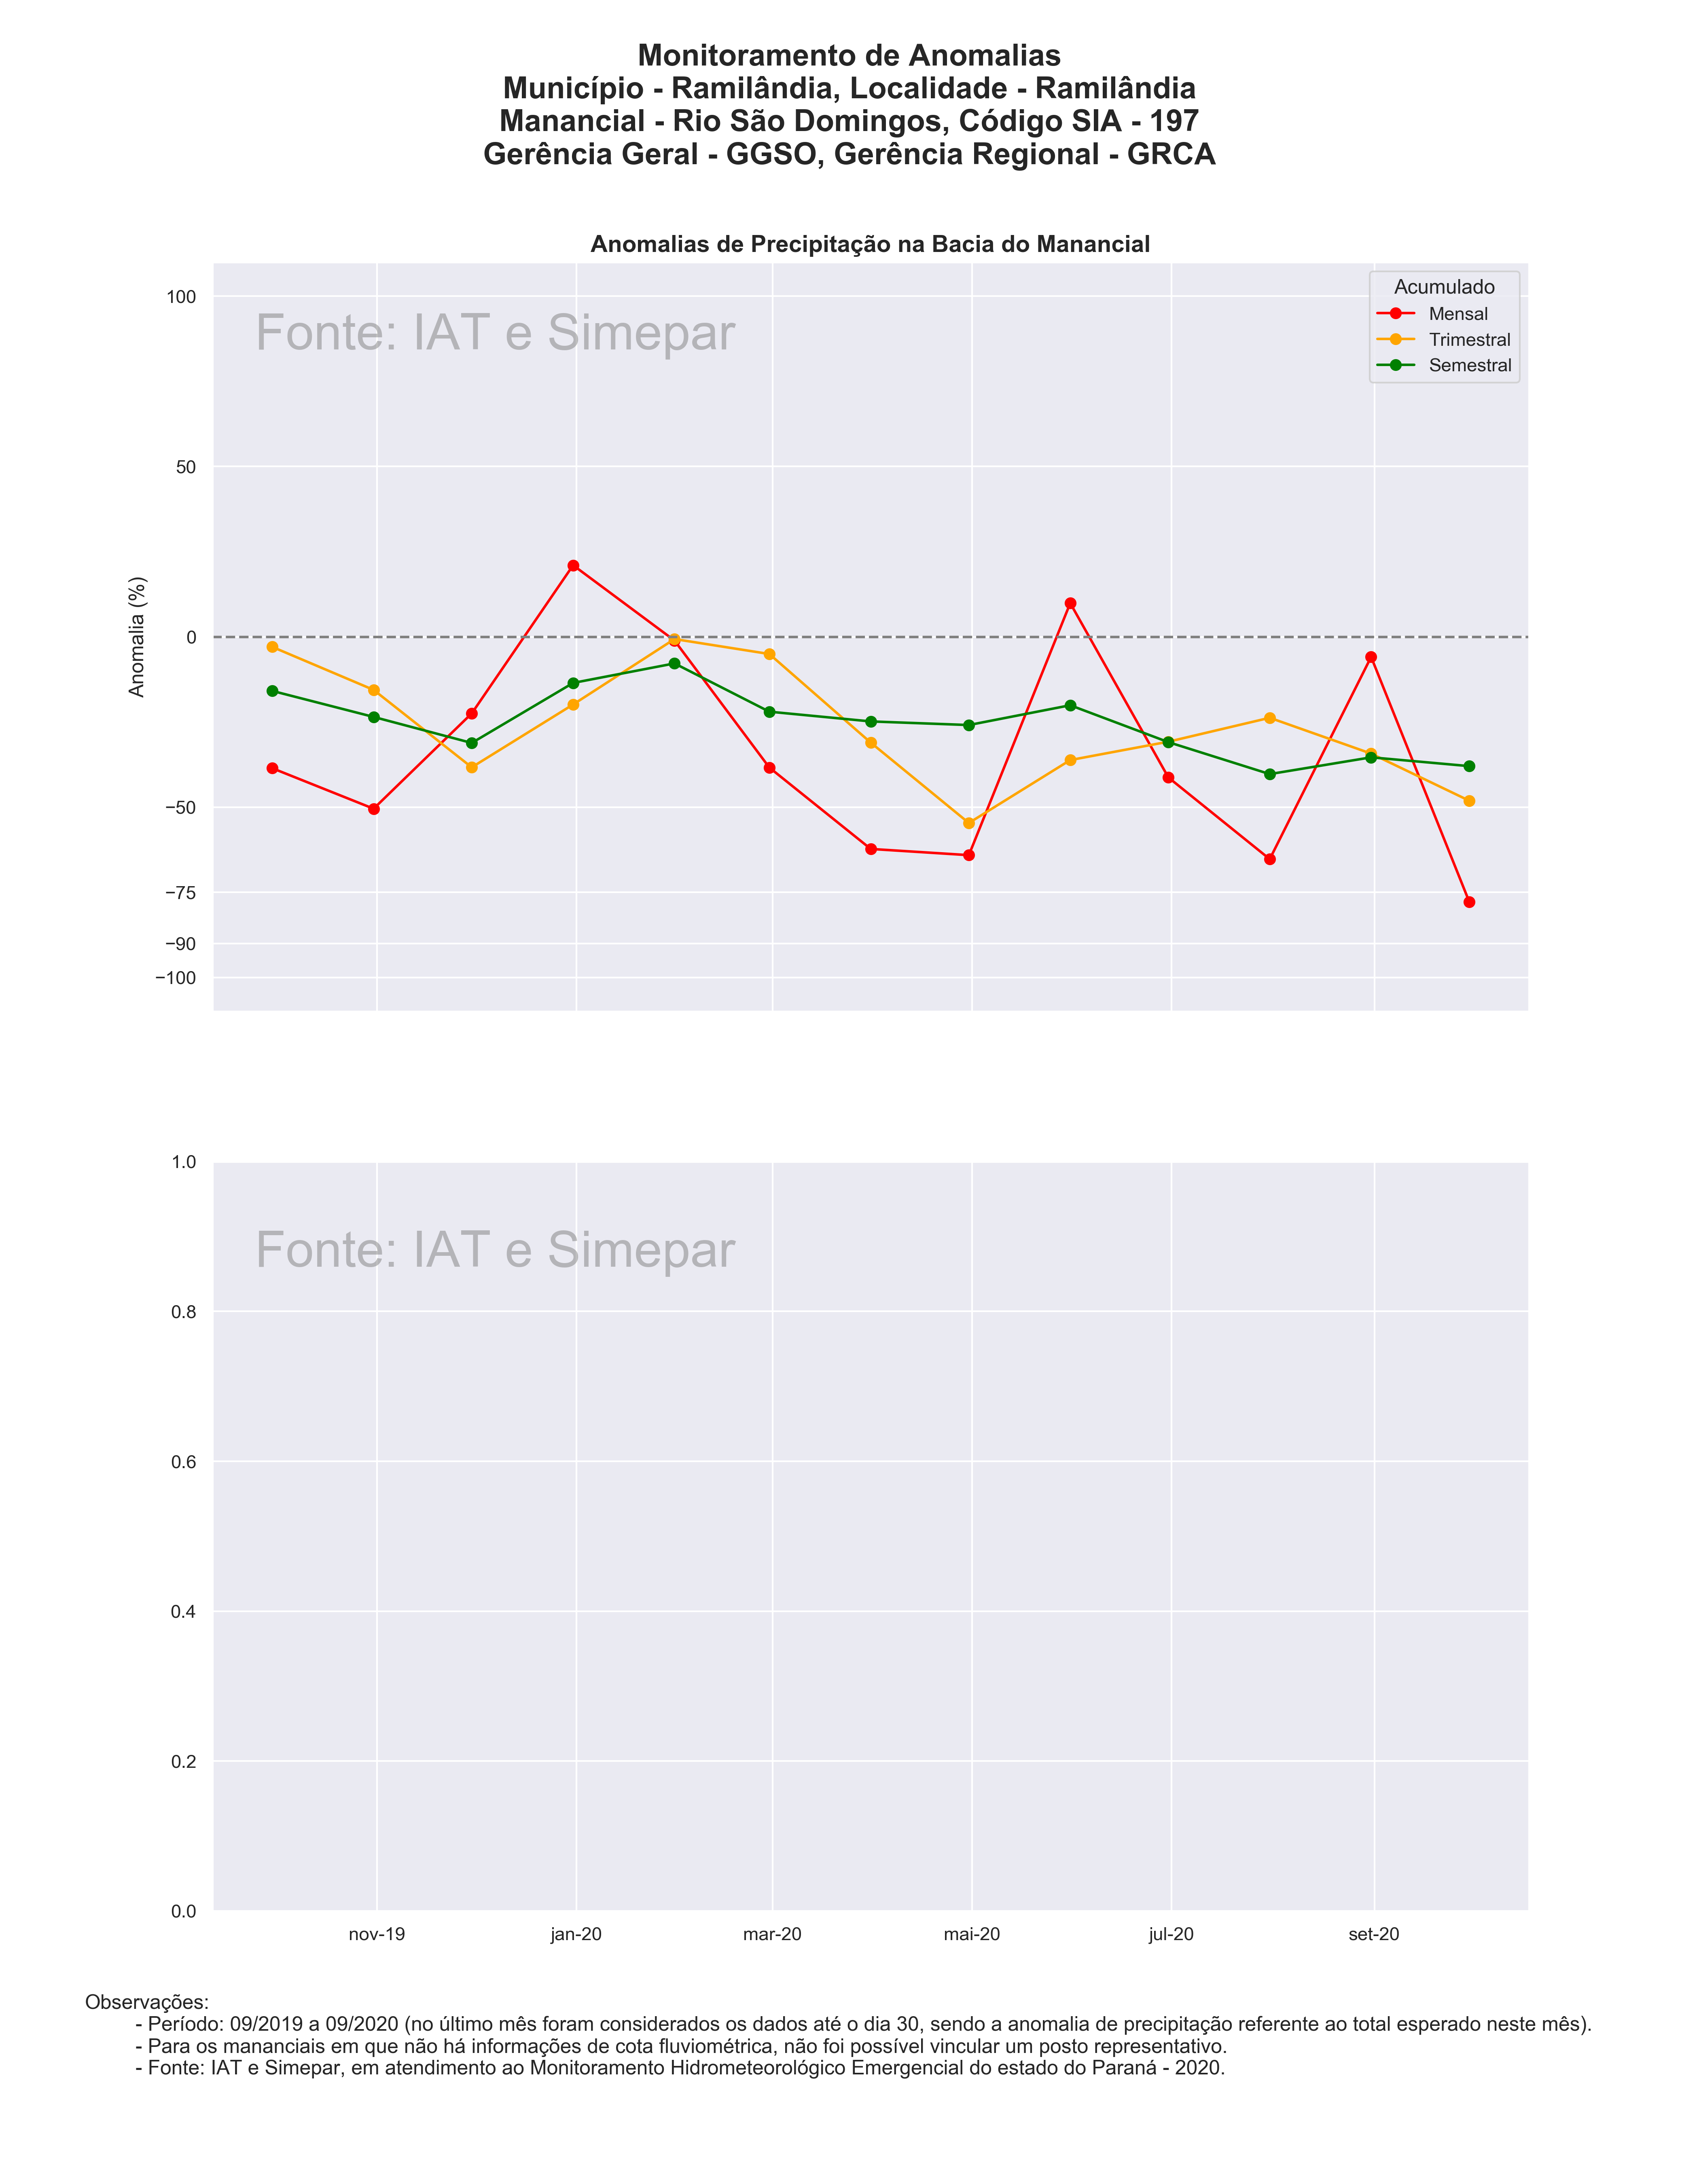 Monitoramento de Anomalias
Município - Ramilândia, Localidade - Ramilândia
Manancial - Rio São Domingos, Código SIA - 197
Gerência Geral - GGSO, Gerência Regional - GRCA
Anomalias de Precipitação na Bacia do Manancial
Fonte: IAT e Simepar
Acumulado
Mensal
Trimestral
Semestral
Anomalia (%)
100
50
0
−50
−75
−90
−100
Fonte: IAT e Simepar
1.0
0.8
0.6
0.4
0.2
0.0
nov-19 jan-20 mar-20 mai-20 jul-20 set-20
Observações:
- Período: 09/2019 a 09/2020 (no último mês foram considerados os dados até o dia 30, sendo a anomalia de precipitação referente ao total esperado neste mês).
- Para os mananciais em que não há informações de cota fluviométrica, não foi possível vincular um posto representativo.
- Fonte: IAT e Simepar, em atendimento ao Monitoramento Hidrometeorológico Emergencial do estado do Paraná - 2020.